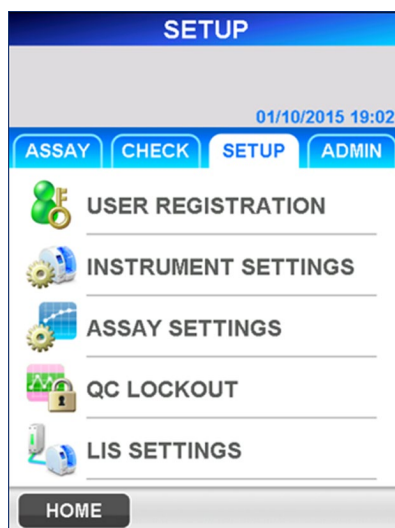 SETUP
01/10/2015 19:02
ASSAY CHECK SETUP ADMIN
USER REGISTRATION
INSTRUMENT SETTINGS
ASSAY SETTINGS
QC LOCKOUT
LIS SETTINGS
HOME